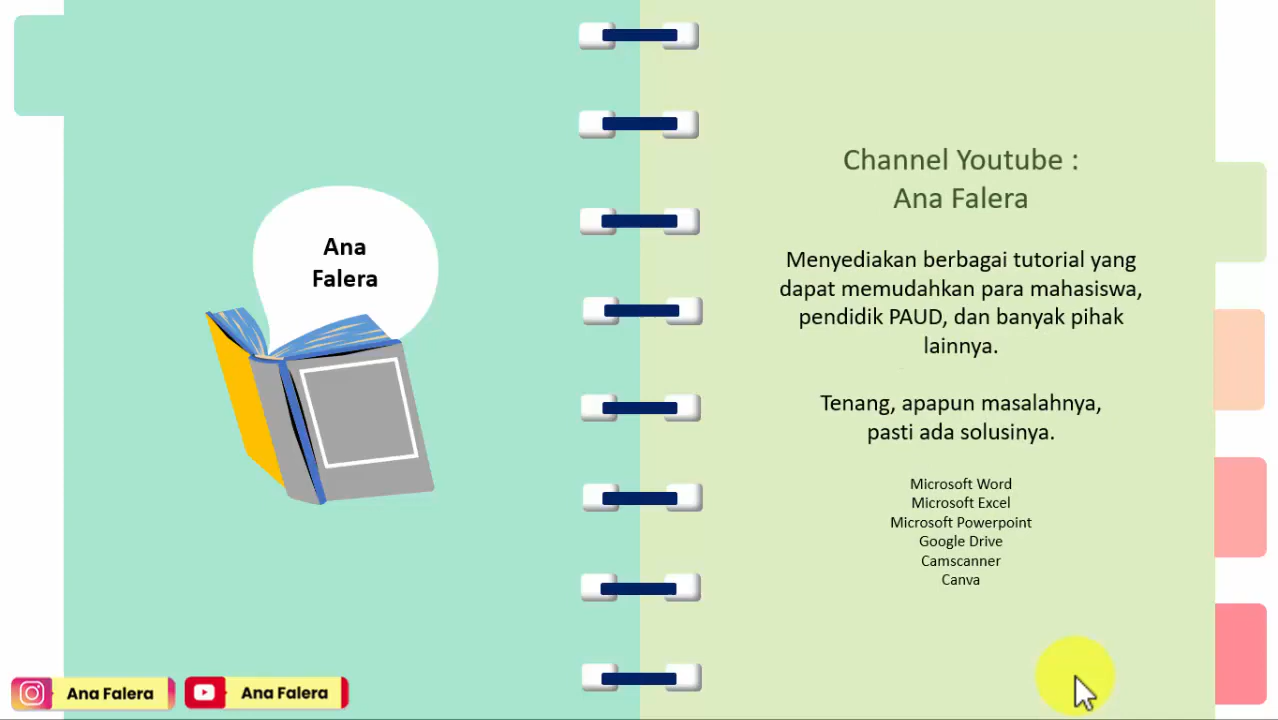 Ana
Falera
Channel Youtube :
Ana Falera
Menyediakan berbagai tutorial yang
dapat memudahkan para mahasiswa,
pendidik PAUD, dan banyak pihak
lainnya.
Tenang, apapun masalahnya,
pasti ada solusinya.
Microsoft Word
Microsoft Excel
Microsoft Powerpoint
Google Drive
Camscanner
Canva
Ana Falera
Ana Falera